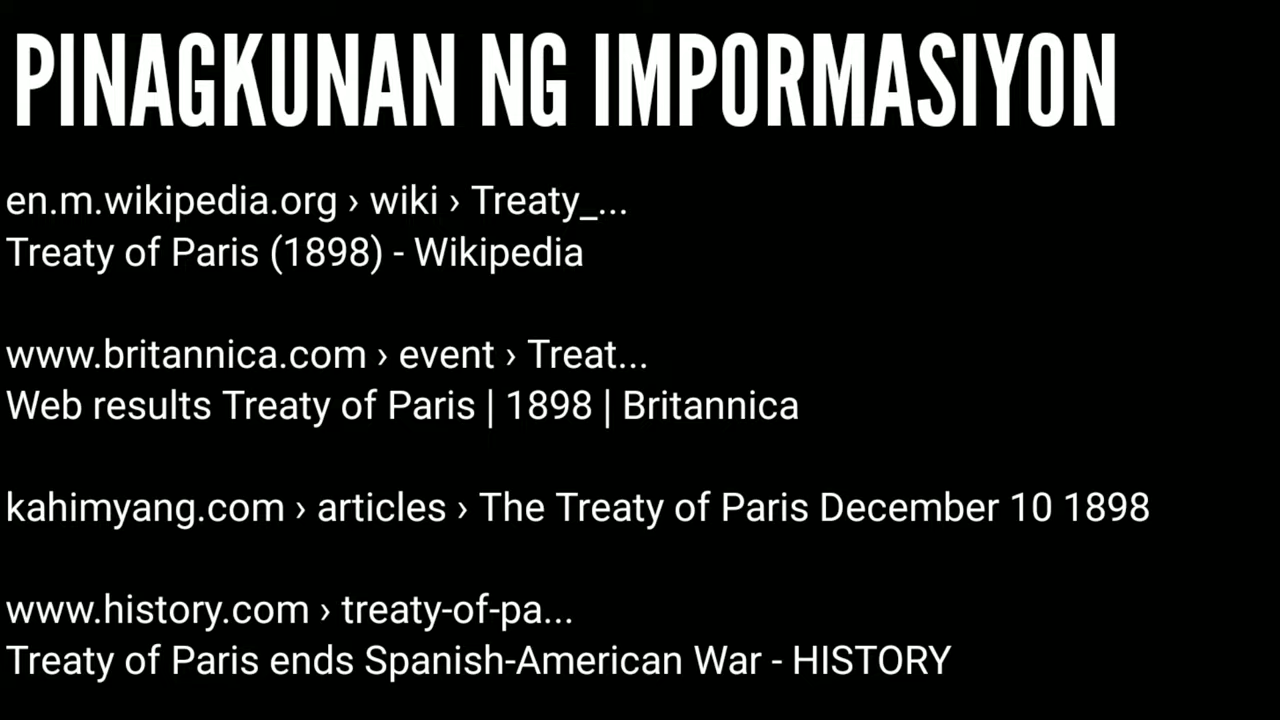 PINAGKUNAN NG IMPORMASIYON
en.m.wikipedia.org › wiki › Treaty_...
Treaty of Paris (1898) - Wikipedia
www.britannica.com › event › Treat...
Web results Treaty of Paris | 1898 | Britannica
kahimyang.com › articles › The Treaty of Paris December 10 1898
www.history.com › treaty-of-pa...
Treaty of Paris ends Spanish-American War - HISTORY